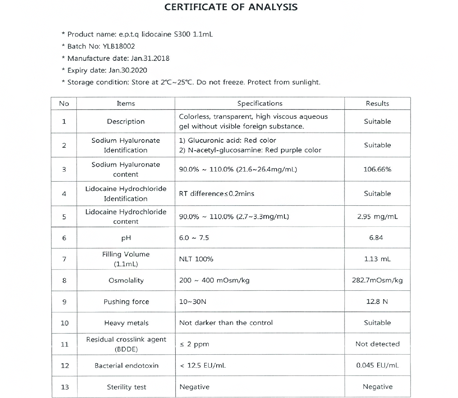 CERTIFICATE OF ANALYSIS
* Product name: e.p.t.q lidocaine S300 1.1mL
* Batch No: YLB18002
* Manufacture date: Jan.31.2018
* Expiry date: Jan.30.2020
* Storage condition: Store at 2℃~25℃. Do not freeze. Protect from sunlight.
No Items Specifications Results
1 Description Colorless, transparent, high viscous aqueous gel without visible foreign substance. Suitable
2 Sodium Hyaluronate Identification 1) Glucuronic acid: Red color
2) N-acetyl-glucosamine: Red purple color Suitable
3 Sodium Hyaluronate content 90.0% ~ 110.0% (21.6~26.4mg/mL) 106.66%
4 Lidocaine Hydrochloride Identification RT difference≤0.2mins Suitable
5 Lidocaine Hydrochloride content 90.0% ~ 110.0% (2.7~3.3mg/mL) 2.95 mg/mL
6 pH 6.0 ~ 7.5 6.84
7 Filling Volume (1.1mL) NLT 100% 1.13 mL
8 Osmolality 200 ~ 400 mOsm/kg 282.7mOsm/kg
9 Pushing force 10~30N 12.8 N
10 Heavy metals Not darker than the control Suitable
11 Residual crosslink agent (BDDE) ≤ 2 ppm Not detected
12 Bacterial endotoxin < 12.5 EU/mL 0.045 EU/mL
13 Sterility test Negative Negative